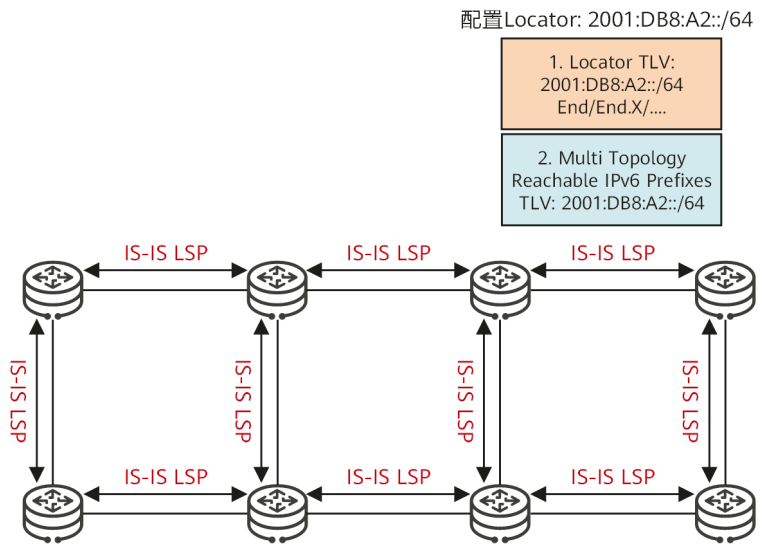 配置Locator: 2001:DB8:A2::/64
1. Locator TLV:
2001:DB8:A2::/64
End/End.X/....
2. Multi Topology
Reachable IPv6 Prefixes
TLV: 2001:DB8:A2::/64
IS-IS LSP
IS-IS LSP
IS-IS LSP
IS-IS LSP
IS-IS LSP
IS-IS LSP
IS-IS LSP
IS-IS LSP
IS-IS LSP
IS-IS LSP